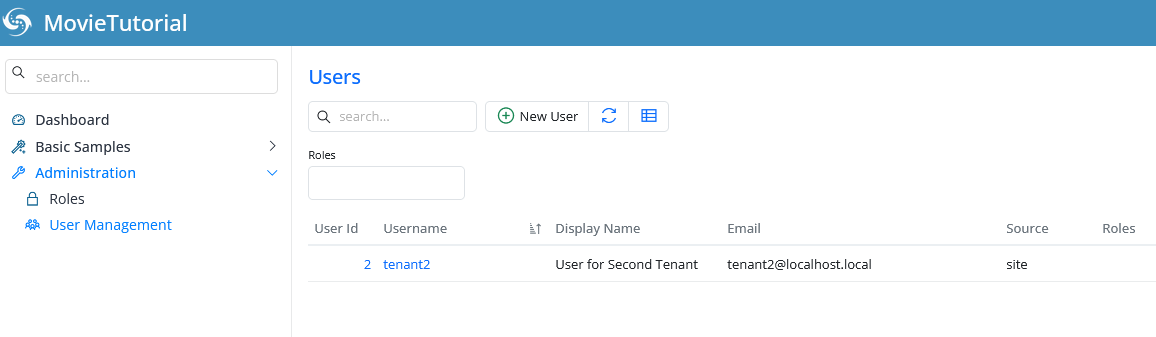 MovieTutorial
search...
Dashboard
Basic Samples
Administration
Roles
User Management
Users
search...
New User
Roles
User Id Username Display Name Email Source Roles
2 tenant2 User for Second Tenant tenant2@localhost.local site